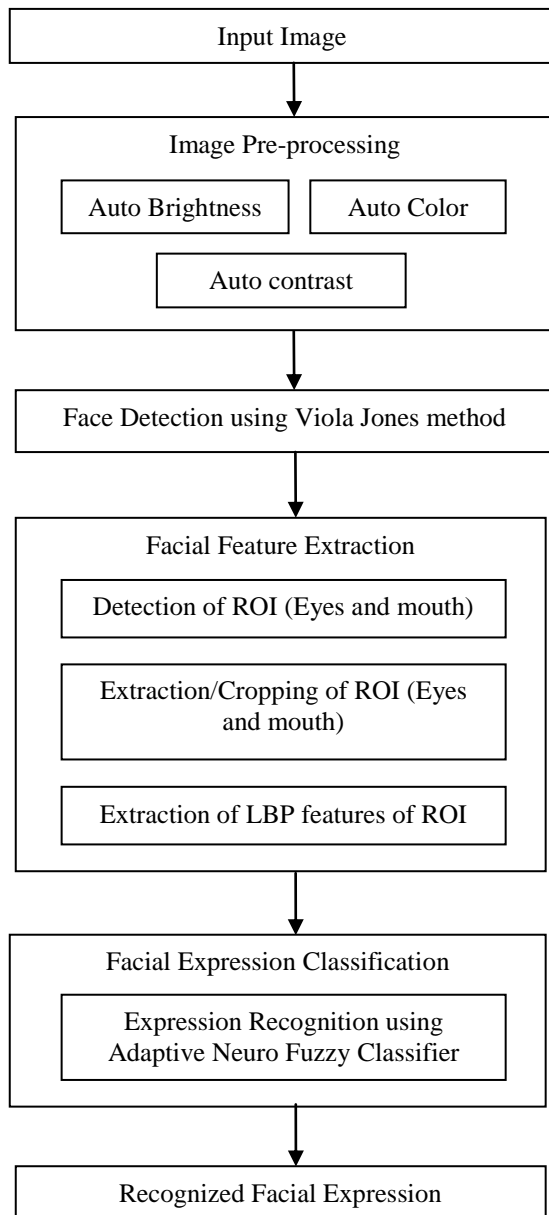 Input Image
Image Pre-processing
Auto Brightness
Auto Color
Auto contrast
Face Detection using Viola Jones method
Facial Feature Extraction
Detection of ROI (Eyes and mouth)
Extraction/Cropping of ROI (Eyes
and mouth)
Extraction of LBP features of ROI
Facial Expression Classification
Expression Recognition using
Adaptive Neuro Fuzzy Classifier
Recognized Facial Expression